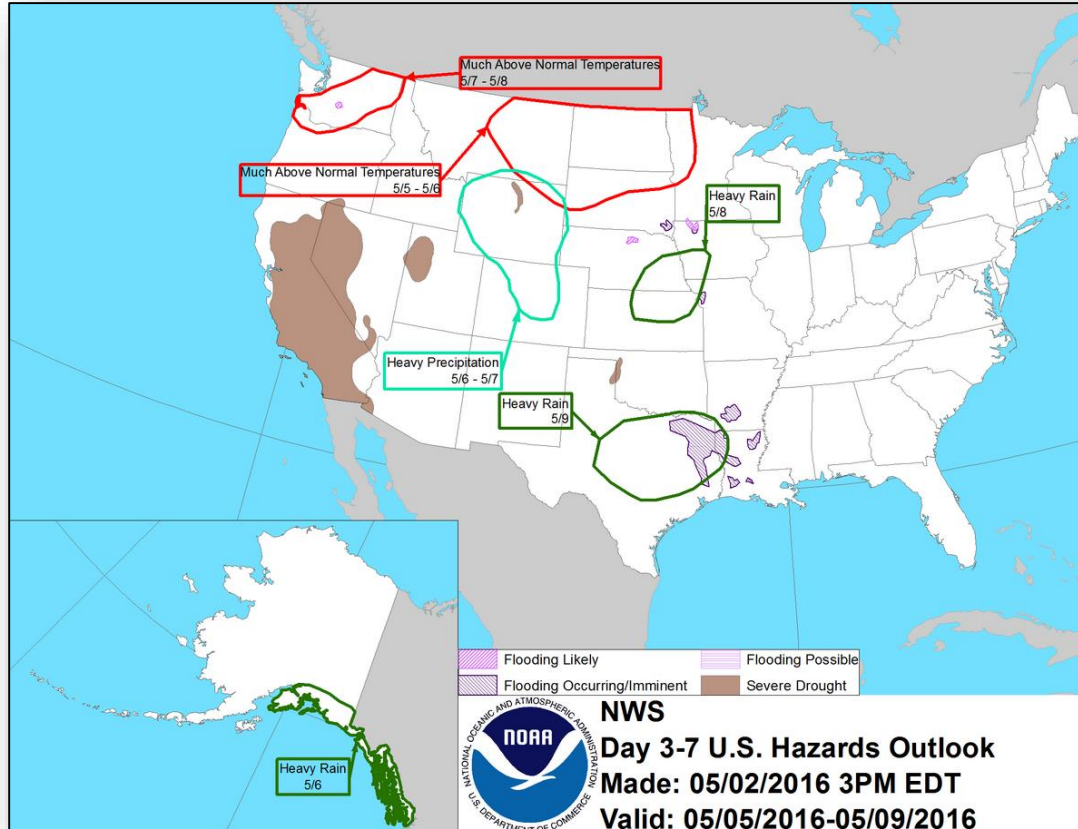 Much Above Normal Temperatures
5/7 - 5/8
Much Above Normal Temperatures
5/5 - 5/6
Heavy Rain
5/8
Heavy Precipitation
5/6 - 5/7
Heavy Rain
5/9
Heavy Rain
5/6
Flooding Likely
Flooding Possible
Flooding Occurring/Imminent
Severe Drought
NATIONAL OCEANIC AND ATMOSPHERIC ADMINISTRATION
NOAA
U.S. DEPARTMENT OF COMMERCE
NWS
Day 3-7 U.S. Hazards Outlook
Made: 05/02/2016 3PM EDT
Valid: 05/05/2016-05/09/2016